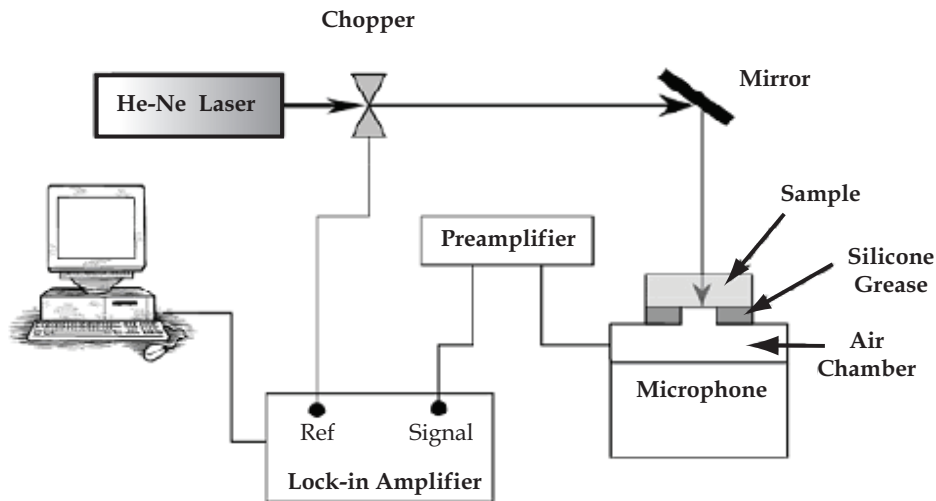 Chopper
He-Ne Laser
Mirror
Sample
Preamplifier
Silicone
Grease
Air
Chamber
Microphone
Ref
Signal
Lock-in Amplifier